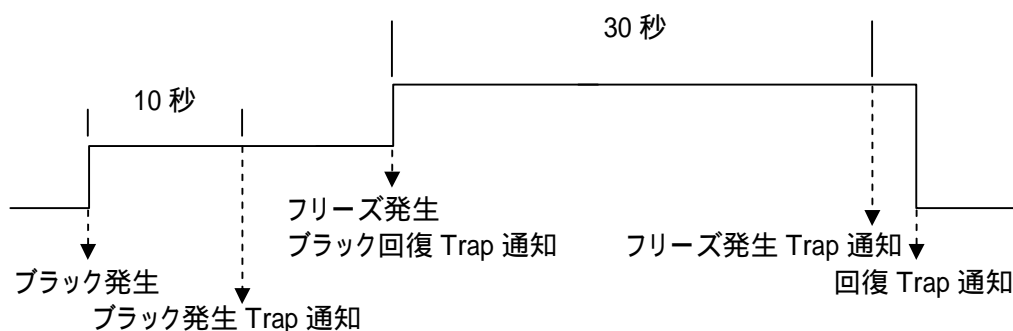 30 秒
10 秒
フリーズ発生
ブラック回復 Trap 通知
フリーズ発生 Trap 通知
ブラック発生
回復 Trap 通知
ブラック発生 Trap 通知